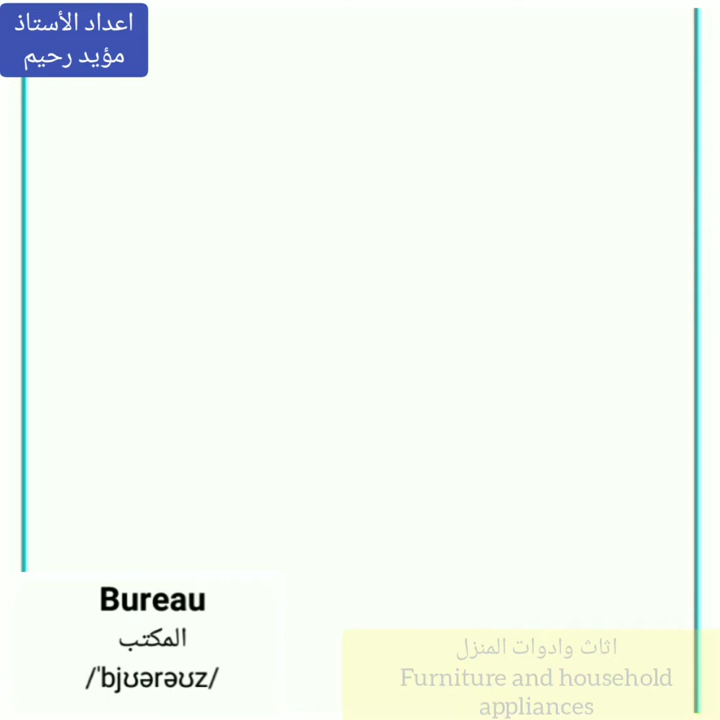 اعداد الأستاذ
مؤيد رحيم
Bureau
المكتب
/ˈbjʊərəʊz/
اثاث وادوات المنزل
Furniture and household
appliances